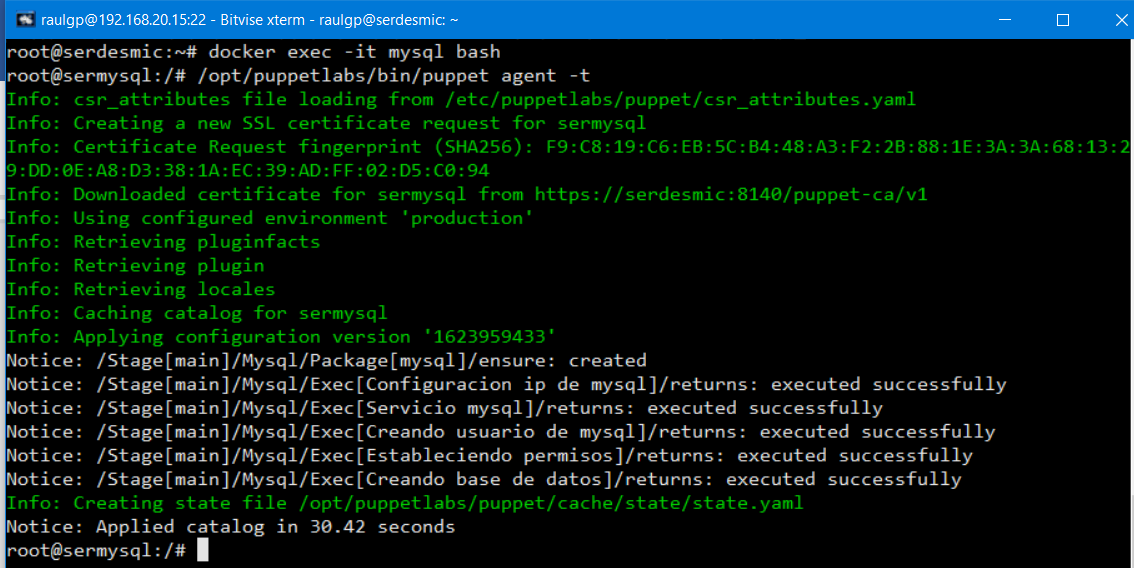 raulgp@192.168.20.15:22 - Bitvise xterm - raulgp@serdesmic: ~
root@serdesmic:~# docker exec -it mysql bash
root@sermysql:/# /opt/puppetlabs/bin/puppet agent -t
Info: csr_attributes file loading from /etc/puppetlabs/puppet/csr_attributes.yaml
Info: Creating a new SSL certificate request for sermysql
Info: Certificate Request fingerprint (SHA256): F9:C8:19:C6:EB:5C:B4:48:A3:F2:2B:88:1E:3A:3A:68:13:2
9:DD:0E:A8:D3:38:1A:EC:39:AD:FF:02:D5:C0:94
Info: Downloaded certificate for sermysql from https://serdesmic:8140/puppet-ca/v1
Info: Using configured environment 'production'
Info: Retrieving pluginfacts
Info: Retrieving plugin
Info: Retrieving locales
Info: Caching catalog for sermysql
Info: Applying configuration version '1623959433'
Notice: /Stage[main]/Mysql/Package[mysql]/ensure: created
Notice: /Stage[main]/Mysql/Exec[Configuracion ip de mysql]/returns: executed successfully
Notice: /Stage[main]/Mysql/Exec[Servicio mysql]/returns: executed successfully
Notice: /Stage[main]/Mysql/Exec[Creando usuario de mysql]/returns: executed successfully
Notice: /Stage[main]/Mysql/Exec[Estableciendo permisos]/returns: executed successfully
Notice: /Stage[main]/Mysql/Exec[Creando base de datos]/returns: executed successfully
Info: Creating state file /opt/puppetlabs/puppet/cache/state/state.yaml
Notice: Applied catalog in 30.42 seconds
root@sermysql:/#